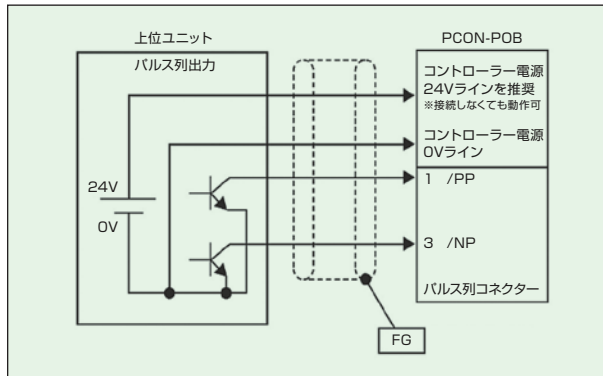 上位ユニット
パルス列出力
24V
0V
PCON-POB
コントローラー電源
24Vラインを推奨
※接続しなくても動作可
コントローラー電源
0Vライン
1 /PP
3 /NP
パルス列コネクター
FG